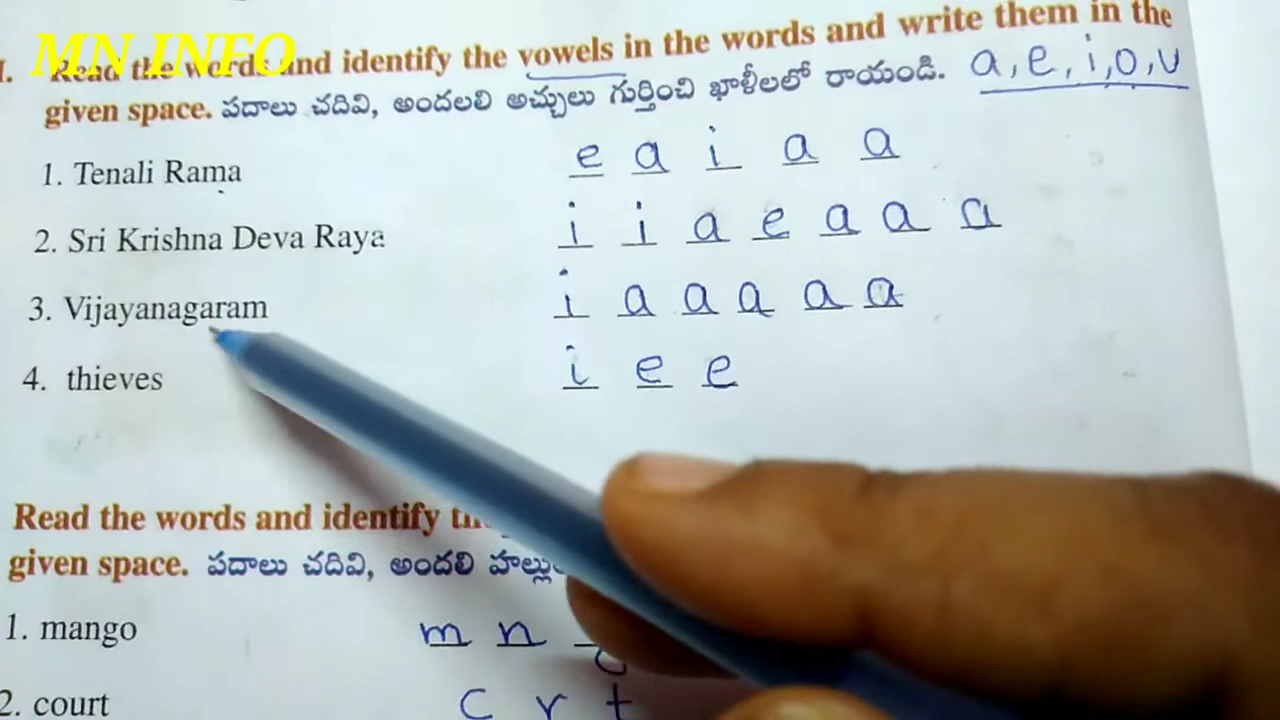 MN INFO
I. Read the words and identify the vowels in the words and write them in the
given space. పదాలు చదివి, అందలలి అచ్చులు గుర్తించి ఖాళీలలో రాయండి. a, e, i, o, u
1. Tenali Rama e a i a a
2. Sri Krishna Deva Raya i i a e a a a
3. Vijayanagaram i a a a a a
4. thieves i e e
Read the words and identify
given space. పదాలు చదివి, అందలి
1. mango m n
2. court c r t